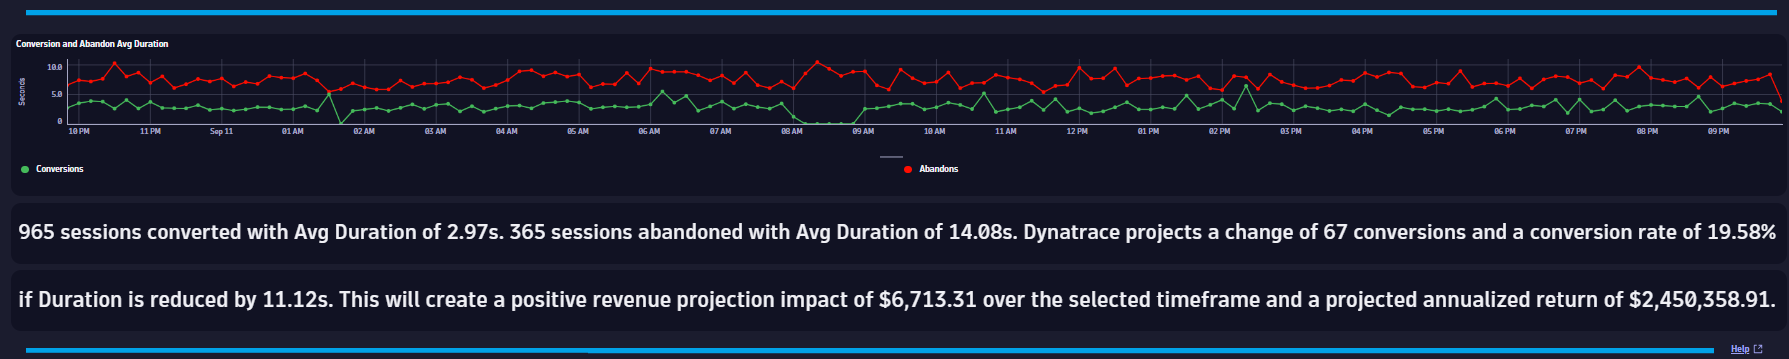 Conversion and Abandon Avg Duration
Seconds
10.0
5.0
0
10 PM 11 PM Sep 11 01 AM 02 AM 03 AM 04 AM 05 AM 06 AM 07 AM 08 AM 09 AM 10 AM 11 AM 12 PM 01 PM 02 PM 03 PM 04 PM 05 PM 06 PM 07 PM 08 PM 09 PM
Conversions Abandons
965 sessions converted with Avg Duration of 2.97s. 365 sessions abandoned with Avg Duration of 14.08s. Dynatrace projects a change of 67 conversions and a conversion rate of 19.58%
if Duration is reduced by 11.12s. This will create a positive revenue projection impact of $6,713.31 over the selected timeframe and a projected annualized return of $2,450,358.91.
Help